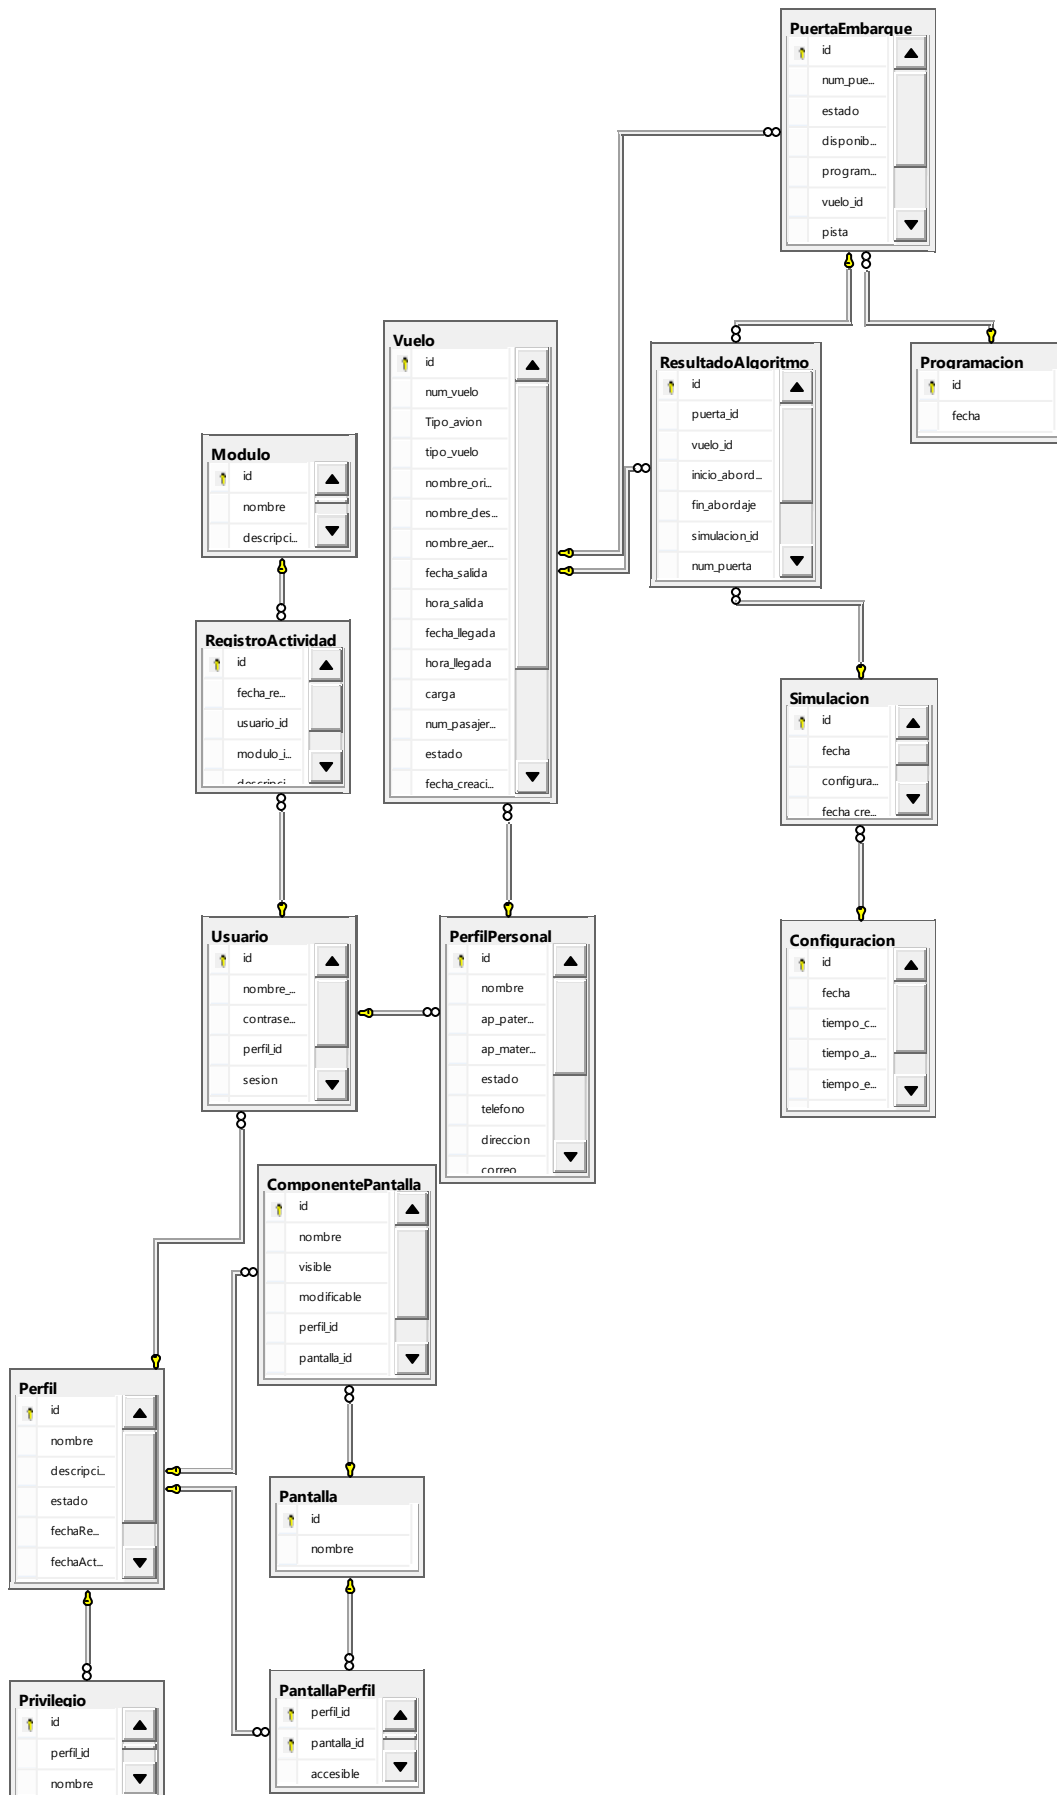 PuertaEmbarque
id
num_pue...
estado
disponib...
program...
vuelo_id
pista
Vuelo
id
num_vuelo
Tipo_avion
tipo_vuelo
nombre_ori...
nombre_des...
nombre_aer...
fecha_salida
hora_salida
fecha_llegada
hora_llegada
carga
num_pasajer...
estado
fecha_creaci...
ResultadoAlgoritmo
id
puerta_id
vuelo_id
inicio_abord...
fin_abordaje
simulacion_id
num_puerta
Programacion
id
fecha
Modulo
id
nombre
descripci...
RegistroActividad
id
fecha_re...
usuario_id
modulo_i...
descripci...
Simulacion
id
fecha
configura...
fecha_cre...
Usuario
id
nombre_...
contrase...
perfil_id
sesion
PerfilPersonal
id
nombre
ap_pater...
ap_mater...
estado
telefono
direccion
correo
Configuracion
id
fecha
tiempo_c...
tiempo_a...
tiempo_e...
ComponentePantalla
id
nombre
visible
modificable
perfil_id
pantalla_id
Perfil
id
nombre
descripci...
estado
fechaRe...
fechaAct...
Pantalla
id
nombre
PantallaPerfil
perfil_id
pantalla_id
accesible
Privilegio
id
perfil_id
nombre